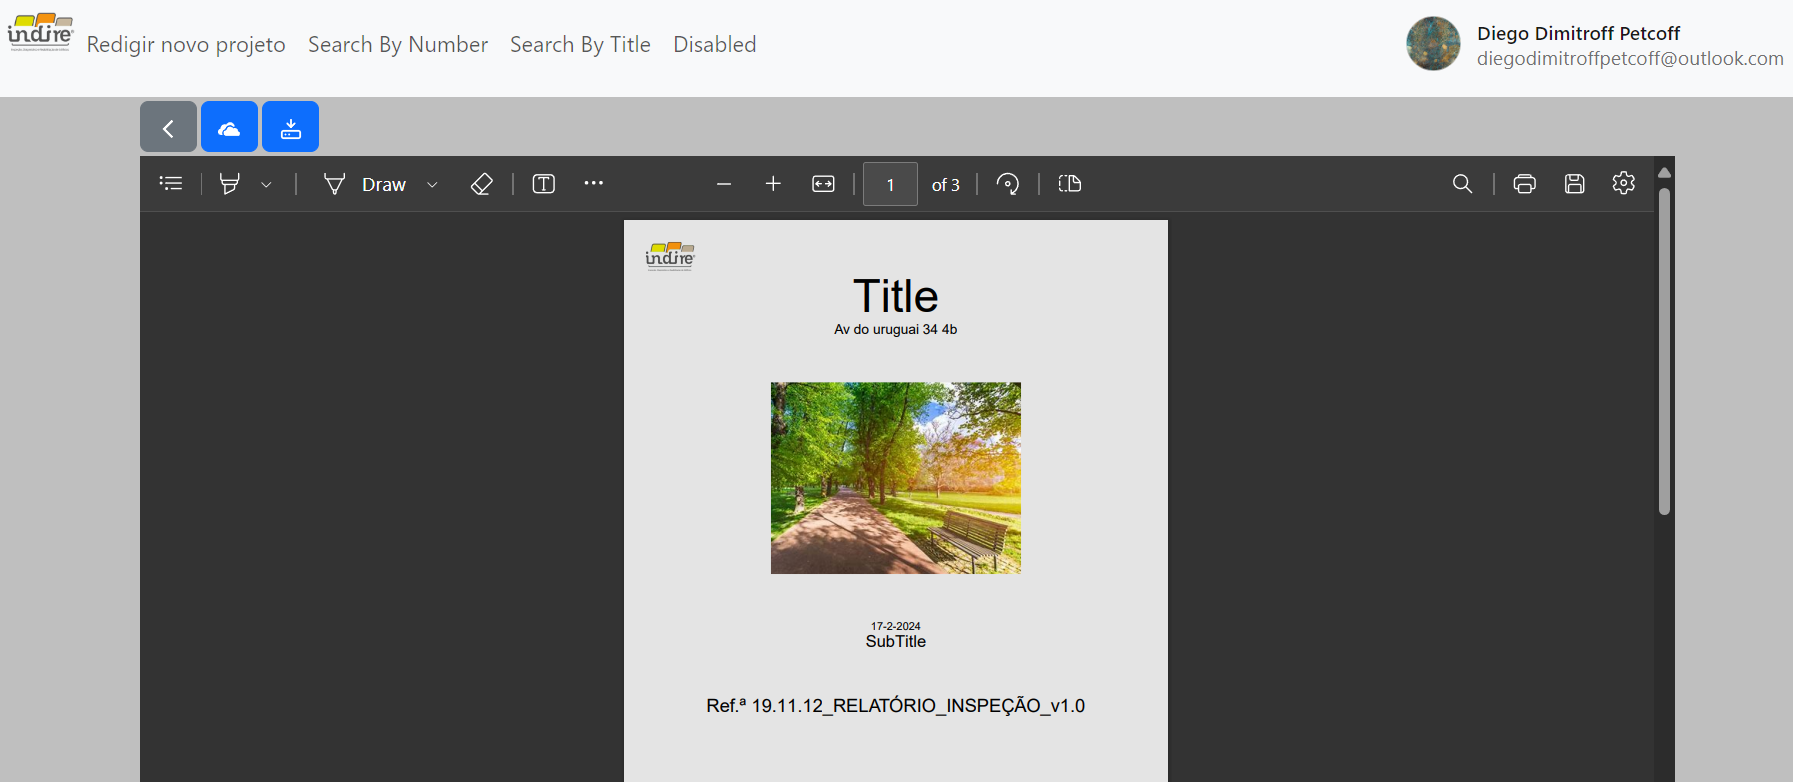 indire
Redigir novo projeto Search By Number Search By Title Disabled
Diego Dimitroff Petcoff
diegodimitroffpetcoff@outlook.com
Draw
1 of 3
indire
Title
Av do uruguai 34 4b
17-2-2024
SubTitle
Ref.ª 19.11.12_RELATÓRIO_INSPEÇÃO_v1.0